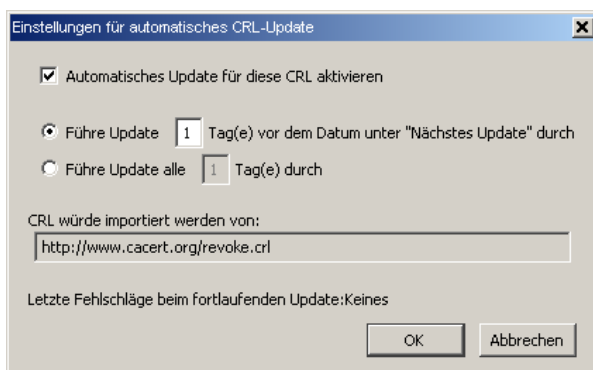 Einstellungen für automatisches CRL-Update
Automatisches Update für diese CRL aktivieren
Führe Update 1 Tag(e) vor dem Datum unter "Nächstes Update" durch
Führe Update alle 1 Tag(e) durch
CRL würde importiert werden von:
http://www.cacert.org/revoke.crl
Letzte Fehlschläge beim fortlaufenden Update:Keines
OK Abbrechen